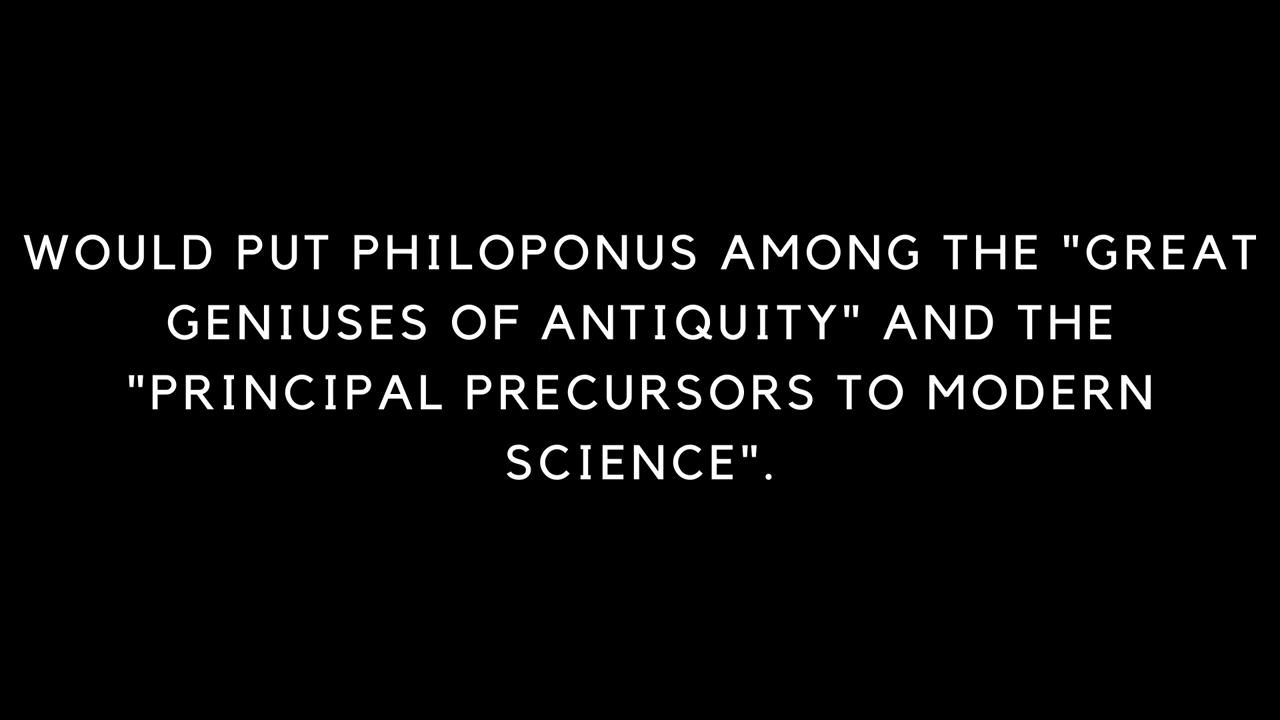 WOULD PUT PHILOPONUS AMONG THE "GREAT
GENIUSES OF ANTIQUITY" AND THE
"PRINCIPAL PRECURSORS TO MODERN
SCIENCE".